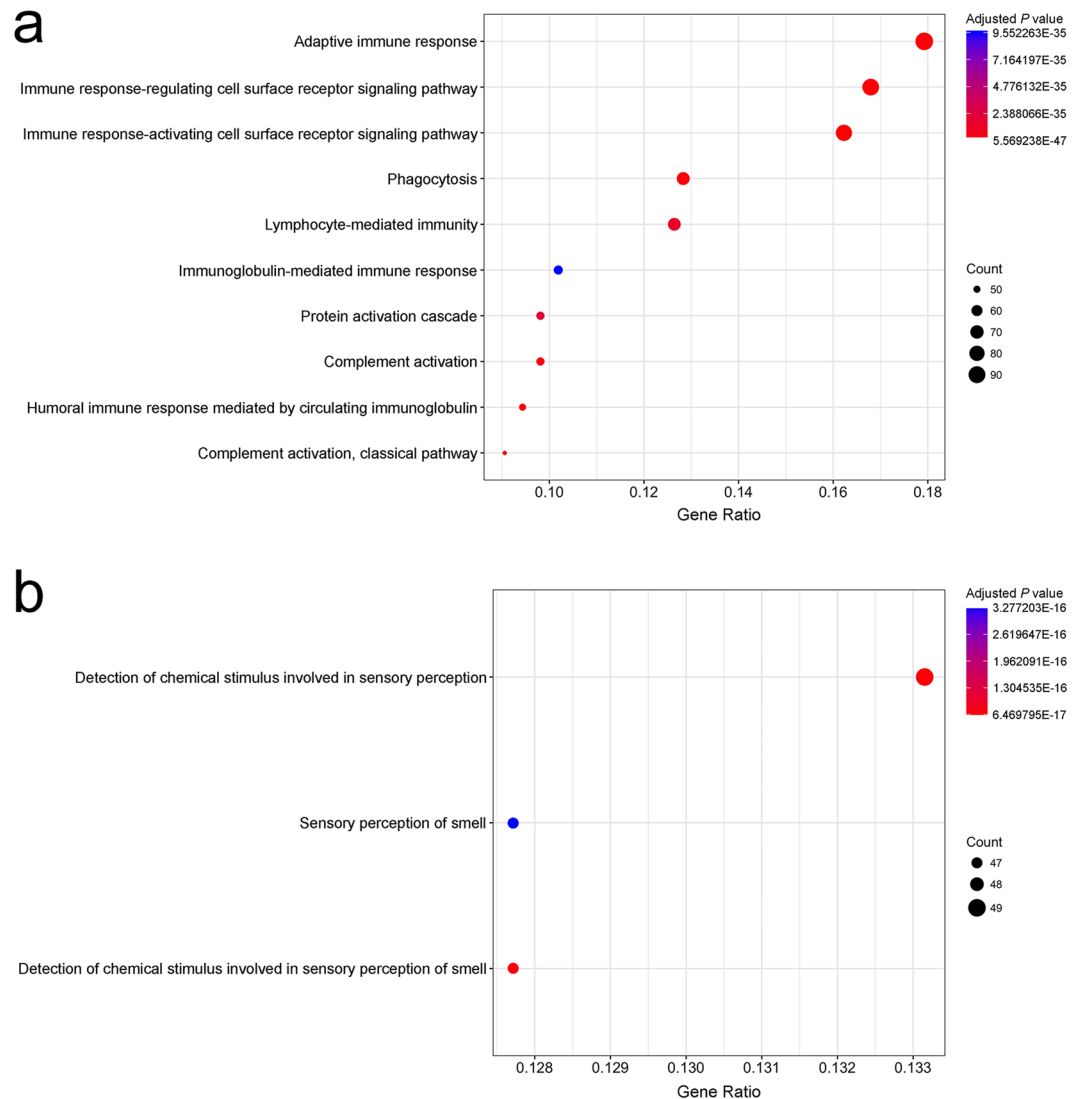 a
Adaptive immune response
Immune response-regulating cell surface receptor signaling pathway
Immune response-activating cell surface receptor signaling pathway
Phagocytosis
Lymphocyte-mediated immunity
Immunoglobulin-mediated immune response
Protein activation cascade
Complement activation
Humoral immune response mediated by circulating immunoglobulin
Complement activation, classical pathway
0.10 0.12 0.14 0.16 0.18
Gene Ratio
Adjusted P value
9.552263E-35
7.164197E-35
4.776132E-35
2.388066E-35
5.569238E-47
Count
50
60
70
80
90
b
Detection of chemical stimulus involved in sensory perception
Sensory perception of smell
Detection of chemical stimulus involved in sensory perception of smell
0.128 0.129 0.130 0.131 0.132 0.133
Gene Ratio
Adjusted P value
3.277203E-16
2.619647E-16
1.962091E-16
1.304535E-16
6.469795E-17
Count
47
48
49